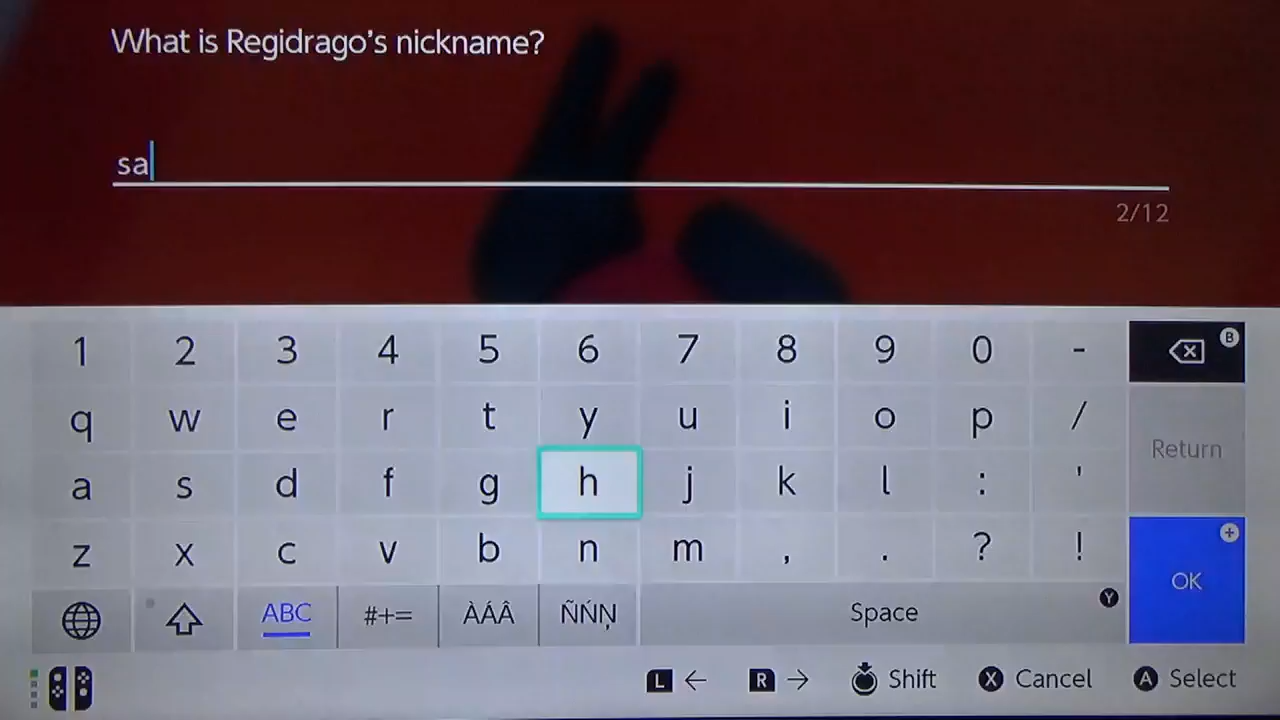 What is Regidrago's nickname?
sa
2/12
1 2 3 4 5 6 7 8 9 0 - B
q w e r t y u i o p /
Return
a s d f g h j k l : '
z x c v b n m , . ? ! +
OK
ABC #+= ÀÁÂ ÑŃŅ Space Y
L ← R → Shift X Cancel A Select